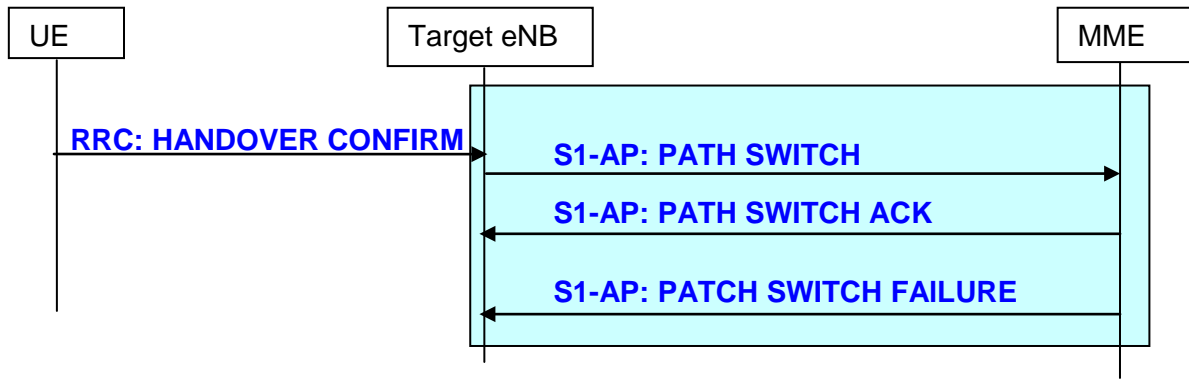 UE
Target eNB
MME
RRC: HANDOVER CONFIRM
S1-AP: PATH SWITCH
S1-AP: PATH SWITCH ACK
S1-AP: PATCH SWITCH FAILURE